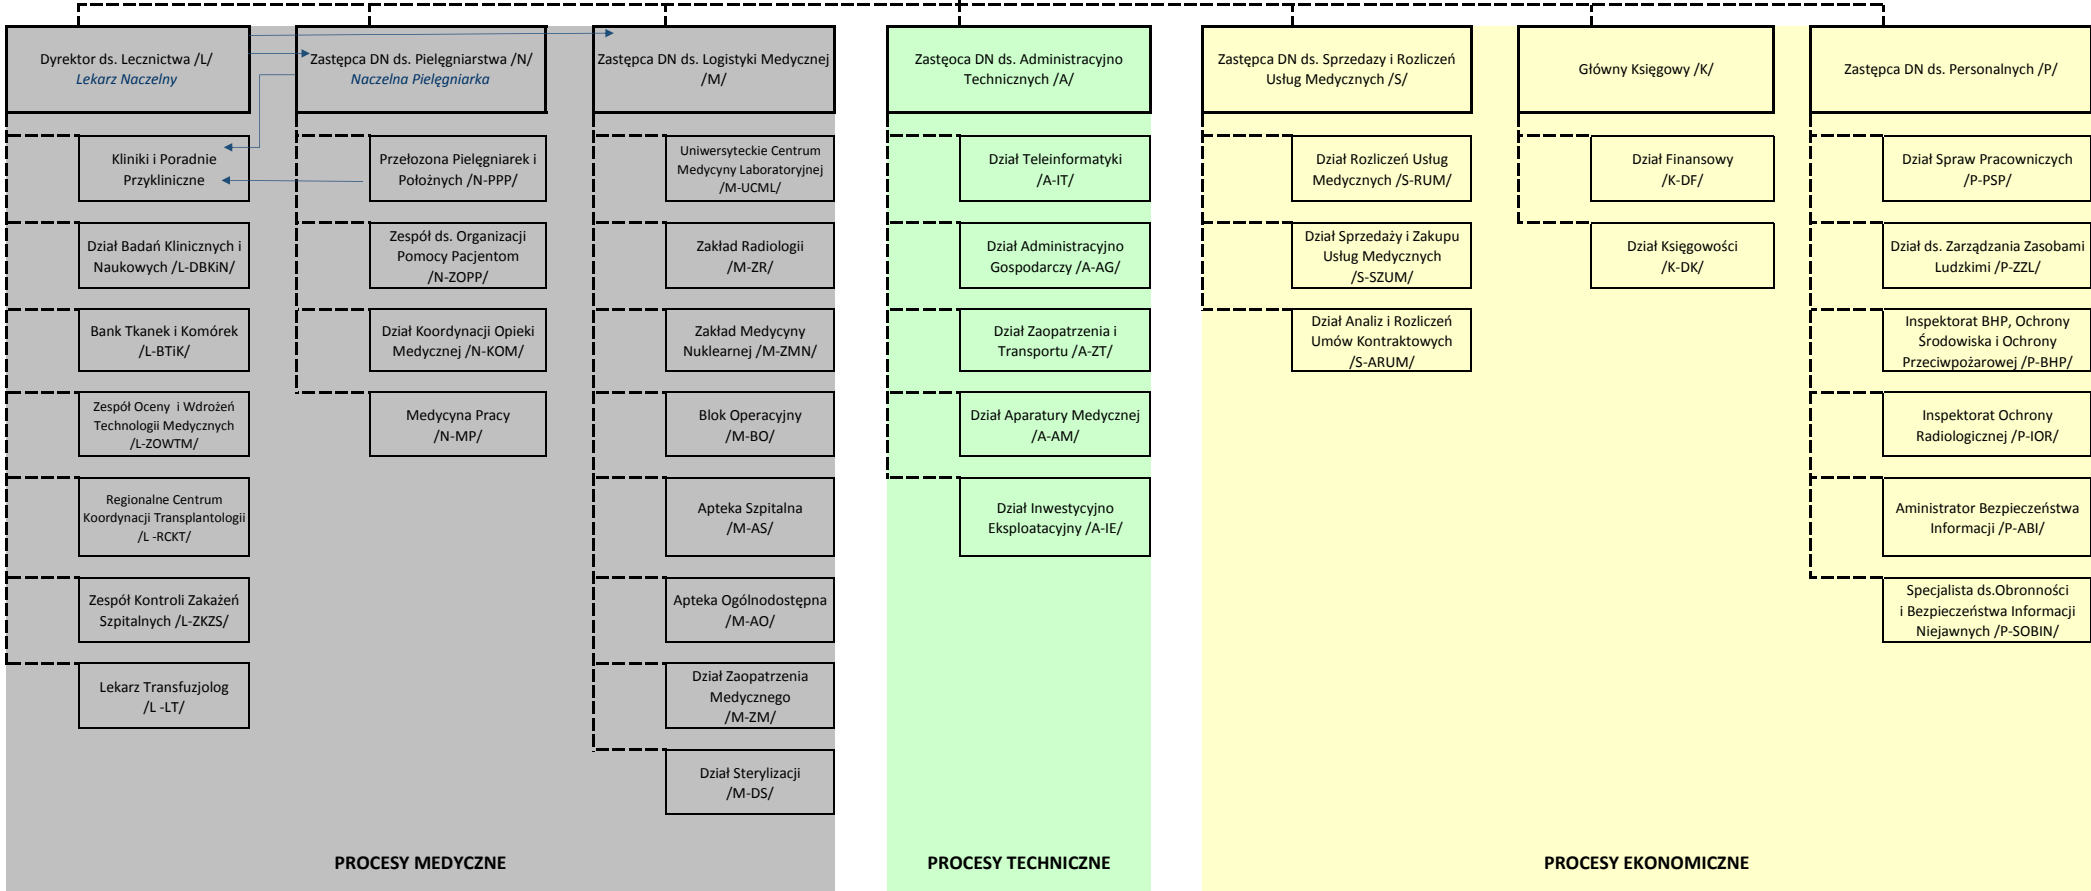 Dyrektor ds. Lecznictwa /L/
Lekarz Naczelny
Zastępca DN ds. Pielęgniarstwa /N/
Naczelna Pielęgniarka
Zastępca DN ds. Logistyki Medycznej
/M/
Zastęoca DN ds. Administracyjno
Technicznych /A/
Zastępca DN ds. Sprzedazy i Rozliczeń
Usług Medycznych /S/
Główny Księgowy /K/
Zastępca DN ds. Personalnych /P/
Kliniki i Poradnie
Przykliniczne
Dział Badań Klinicznych i
Naukowych /L-DBKiN/
Bank Tkanek i Komórek
/L-BTiK/
Zespół Oceny i Wdrożeń
Technologii Medycznych
/L-ZOWTM/
Regionalne Centrum
Koordynacji Transplantologii
/L -RCKT/
Zespół Kontroli Zakażeń
Szpitalnych /L-ZKZS/
Lekarz Transfuzjolog
/L -LT/
Przełozona Pielęgniarek i
Położnych /N-PPP/
Zespół ds. Organizacji
Pomocy Pacjentom
/N-ZOPP/
Dział Koordynacji Opieki
Medycznej /N-KOM/
Medycyna Pracy
/N-MP/
Uniwersyteckie Centrum
Medycyny Laboratoryjnej
/M-UCML/
Zakład Radiologii
/M-ZR/
Zakład Medycyny
Nuklearnej /M-ZMN/
Blok Operacyjny
/M-BO/
Apteka Szpitalna
/M-AS/
Apteka Ogólnodostępna
/M-AO/
Dział Zaopatrzenia
Medycznego
/M-ZM/
Dział Sterylizacji
/M-DS/
Dział Teleinformatyki
/A-IT/
Dział Administracyjno
Gospodarczy /A-AG/
Dział Zaopatrzenia i
Transportu /A-ZT/
Dział Aparatury Medycznej
/A-AM/
Dział Inwestycyjno
Eksploatacyjny /A-IE/
Dział Rozliczeń Usług
Medycznych /S-RUM/
Dział Sprzedaży i Zakupu
Usług Medycznych
/S-SZUM/
Dział Analiz i Rozliczeń
Umów Kontraktowych
/S-ARUM/
Dział Finansowy
/K-DF/
Dział Księgowości
/K-DK/
Dział Spraw Pracowniczych
/P-PSP/
Dział ds. Zarządzania Zasobami
Ludzkimi /P-ZZL/
Inspektorat BHP, Ochrony
Środowiska i Ochrony
Przeciwpożarowej /P-BHP/
Inspektorat Ochrony
Radiologicznej /P-IOR/
Aministrator Bezpieczeństwa
Informacji /P-ABI/
Specjalista ds.Obronności
i Bezpieczeństwa Informacji
Niejawnych /P-SOBIN/
PROCESY MEDYCZNE
PROCESY TECHNICZNE
PROCESY EKONOMICZNE